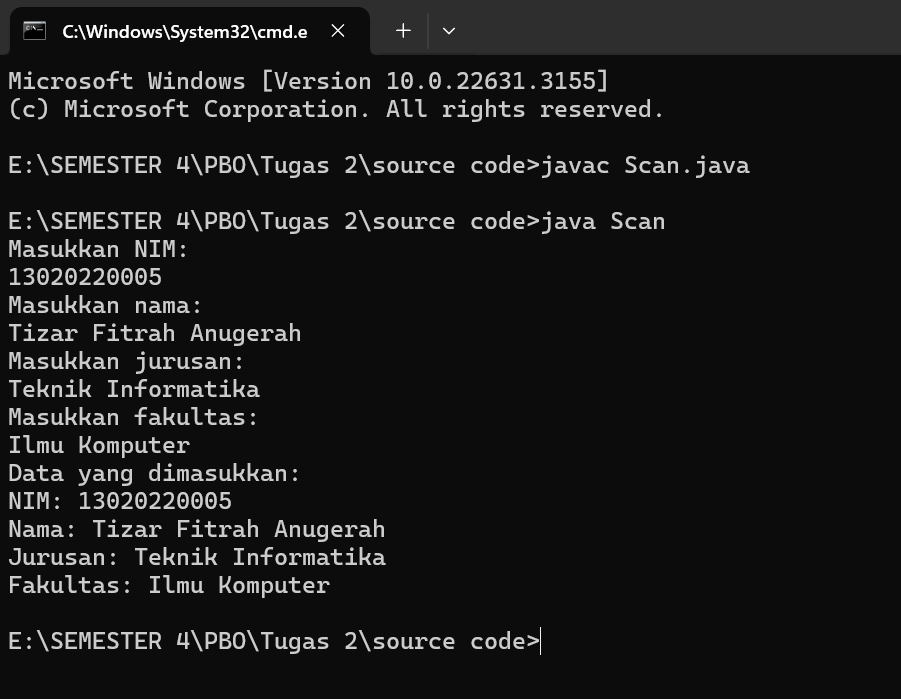 C:\Windows\System32\cmd.e
Microsoft Windows [Version 10.0.22631.3155]
(c) Microsoft Corporation. All rights reserved.
E:\SEMESTER 4\PBO\Tugas 2\source code>javac Scan.java
E:\SEMESTER 4\PBO\Tugas 2\source code>java Scan
Masukkan NIM:
13020220005
Masukkan nama:
Tizar Fitrah Anugerah
Masukkan jurusan:
Teknik Informatika
Masukkan fakultas:
Ilmu Komputer
Data yang dimasukkan:
NIM: 13020220005
Nama: Tizar Fitrah Anugerah
Jurusan: Teknik Informatika
Fakultas: Ilmu Komputer
E:\SEMESTER 4\PBO\Tugas 2\source code>